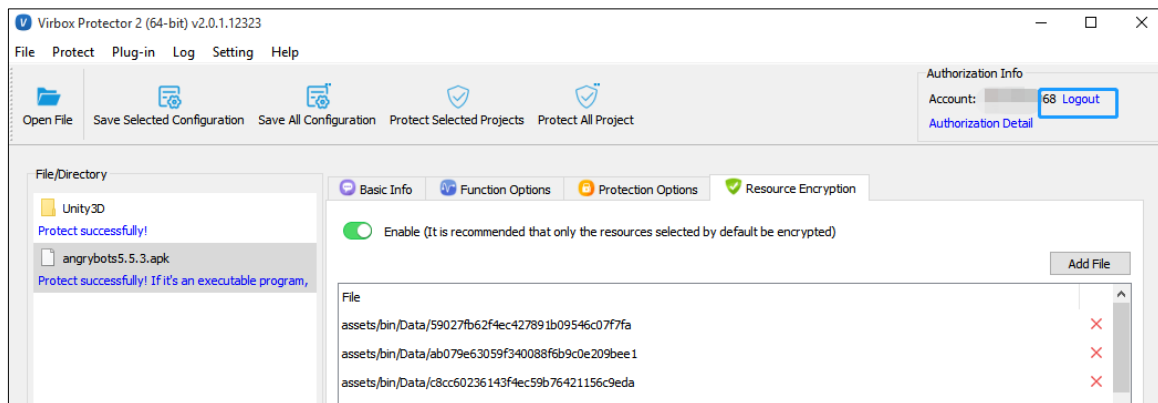 Virbox Protector 2 (64-bit) v2.0.1.12323
File Protect Plug-in Log Setting Help
Open File Save Selected Configuration Save All Configuration Protect Selected Projects Protect All Project
Authorization Info
Account: 68 Logout
Authorization Detail
File/Directory
Unity3D
Protect successfully!
angrybots5.5.3.apk
Protect successfully! If it's an executable program,
Basic Info Function Options Protection Options Resource Encryption
Enable (It is recommended that only the resources selected by default be encrypted)
Add File
File
assets/bin/Data/59027fb62f4ec427891b09546c07f7fa
assets/bin/Data/ab079e63059f340088f6b9c0e209bee1
assets/bin/Data/c8cc60236143f4ec59b76421156c9eda